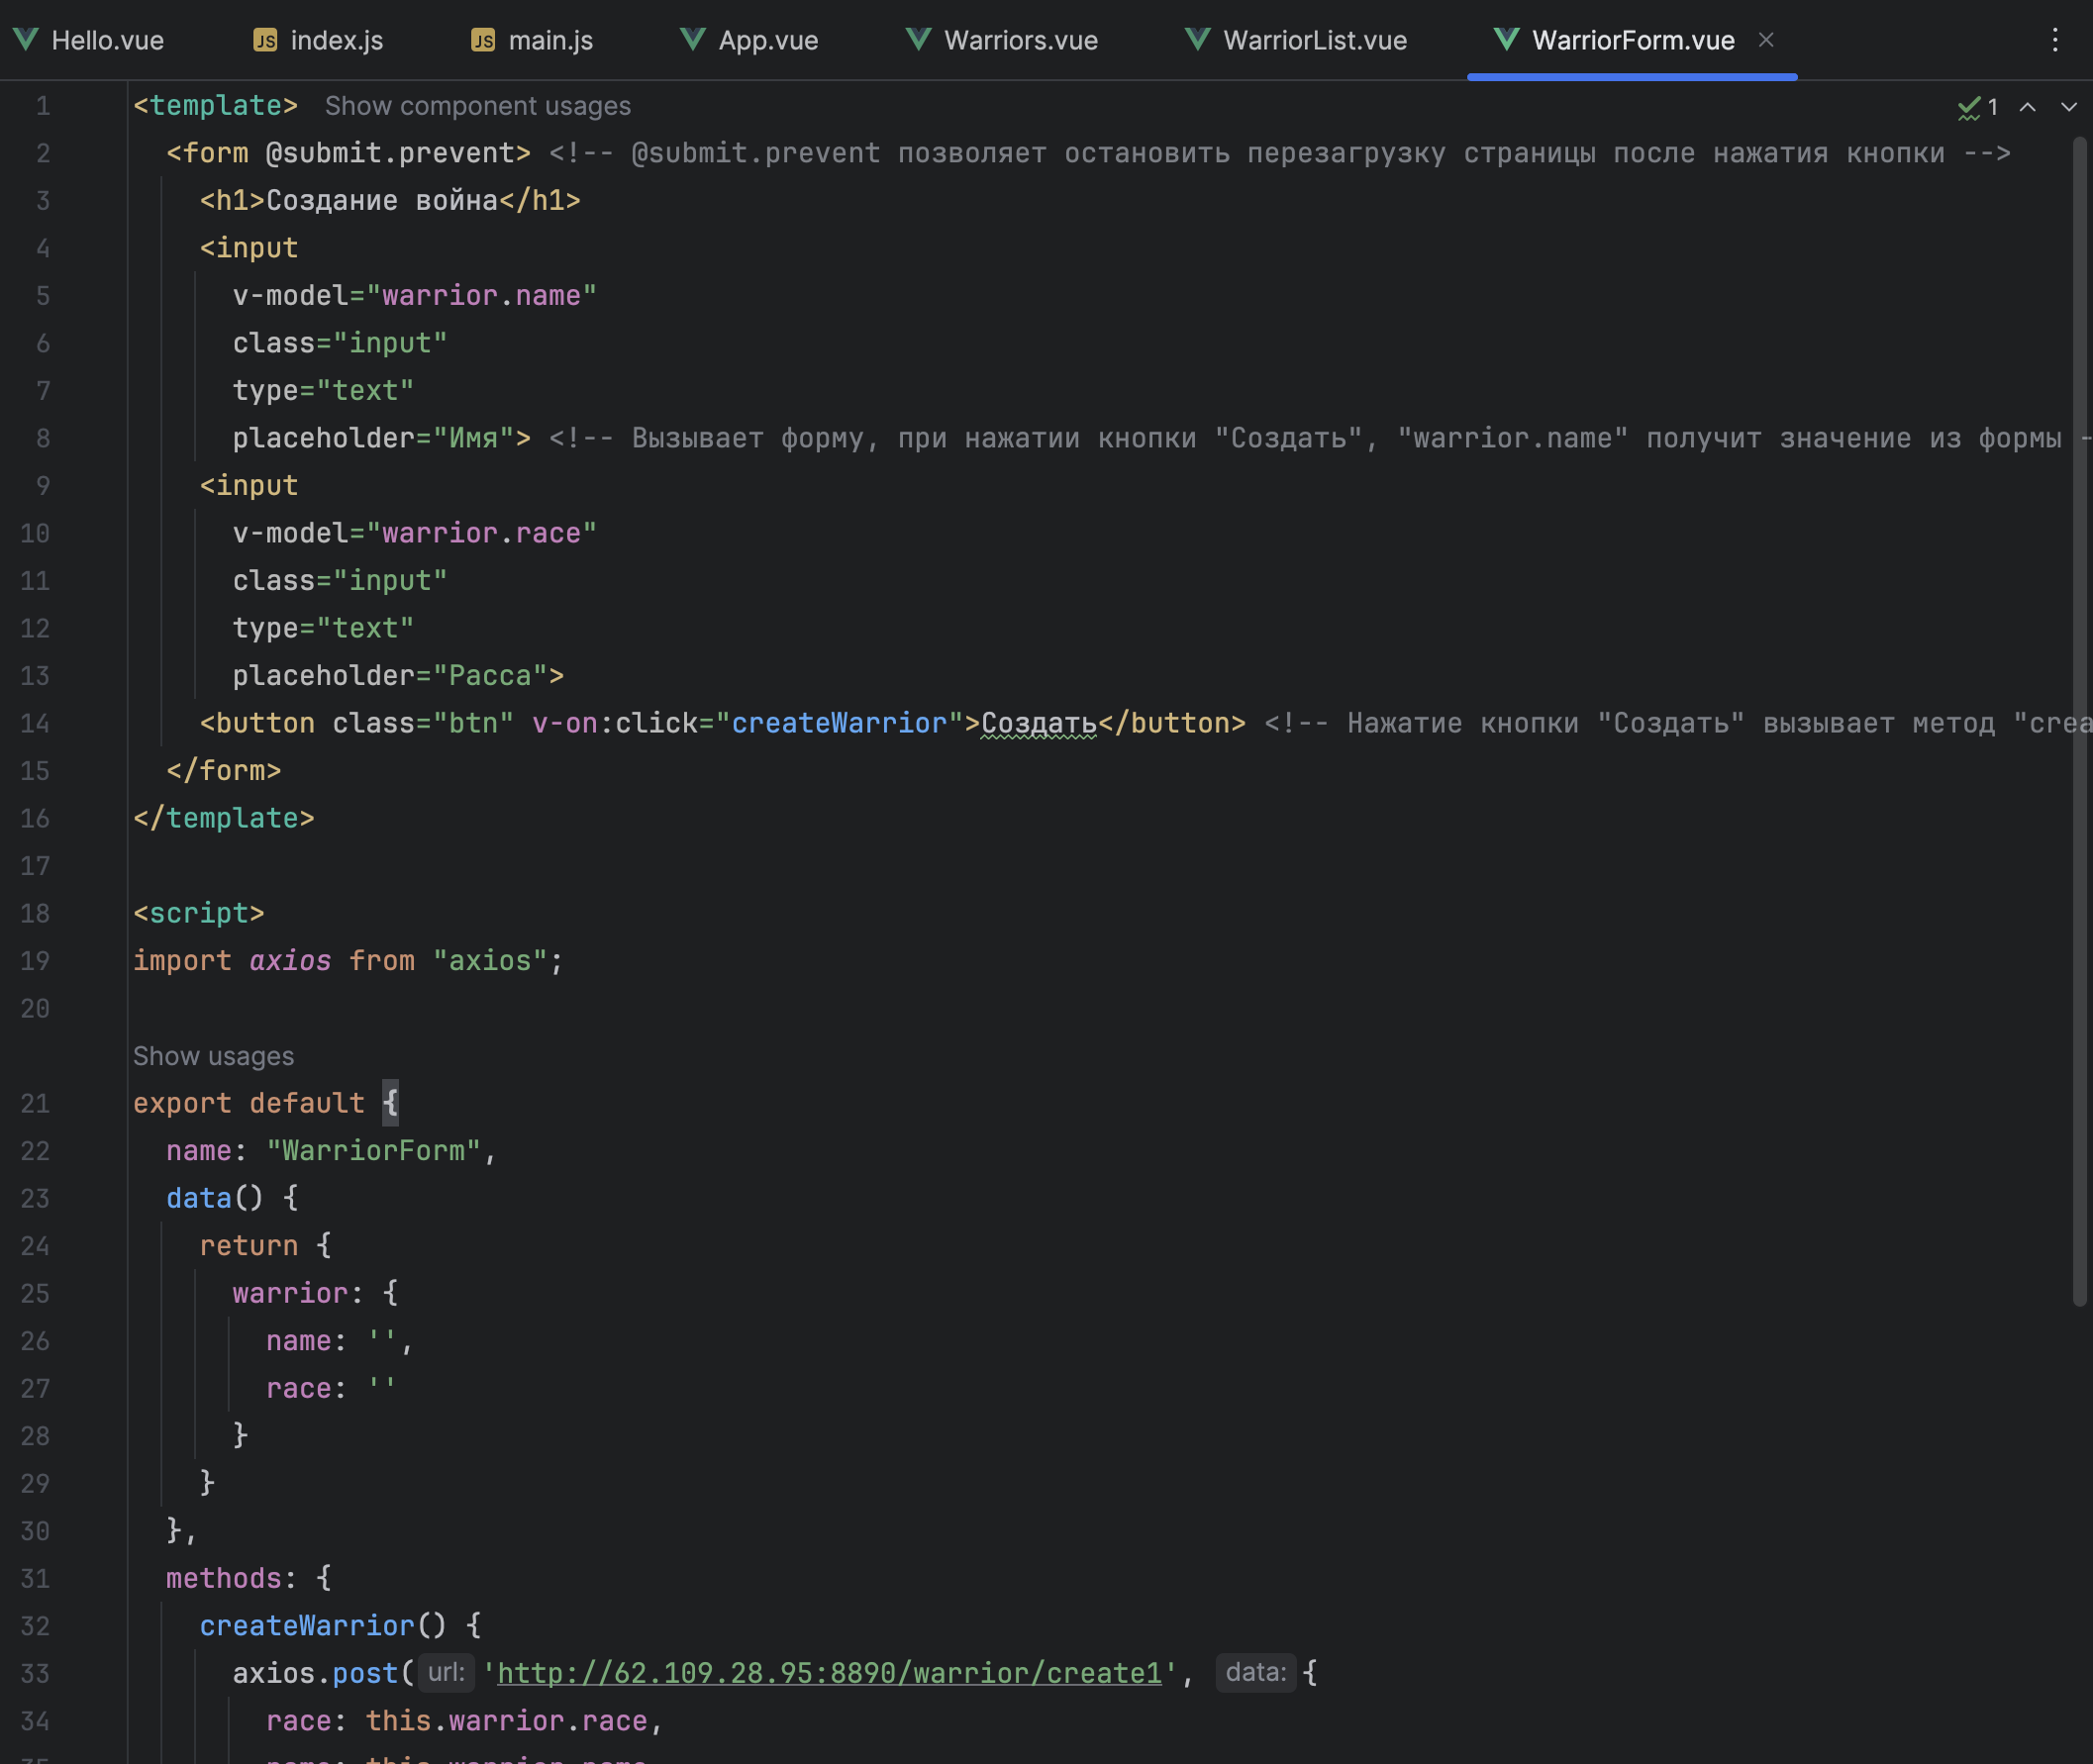 Hello.vue index.js main.js App.vue Warriors.vue WarriorList.vue WarriorForm.vue
1 <template> Show component usages 1
2 <form @submit.prevent> <!-- @submit.prevent позволяет остановить перезагрузку страницы после нажатия кнопки -->
3 <h1>Создание война</h1>
4 <input
5 v-model="warrior.name"
6 class="input"
7 type="text"
8 placeholder="Имя"> <!-- Вызывает форму, при нажатии кнопки "Создать", "warrior.name" получит значение из формы -
9 <input
10 v-model="warrior.race"
11 class="input"
12 type="text"
13 placeholder="Расса">
14 <button class="btn" v-on:click="createWarrior">Создать</button> <!-- Нажатие кнопки "Создать" вызывает метод "crea
15 </form>
16 </template>
17
18 <script>
19 import axios from "axios";
20
Show usages
21 export default {
22 name: "WarriorForm",
23 data() {
24 return {
25 warrior: {
26 name: '',
27 race: ''
28 }
29 }
30 },
31 methods: {
32 createWarrior() {
33 axios.post( url: 'http://62.109.28.95:8890/warrior/create1', data: {
34 race: this.warrior.race,